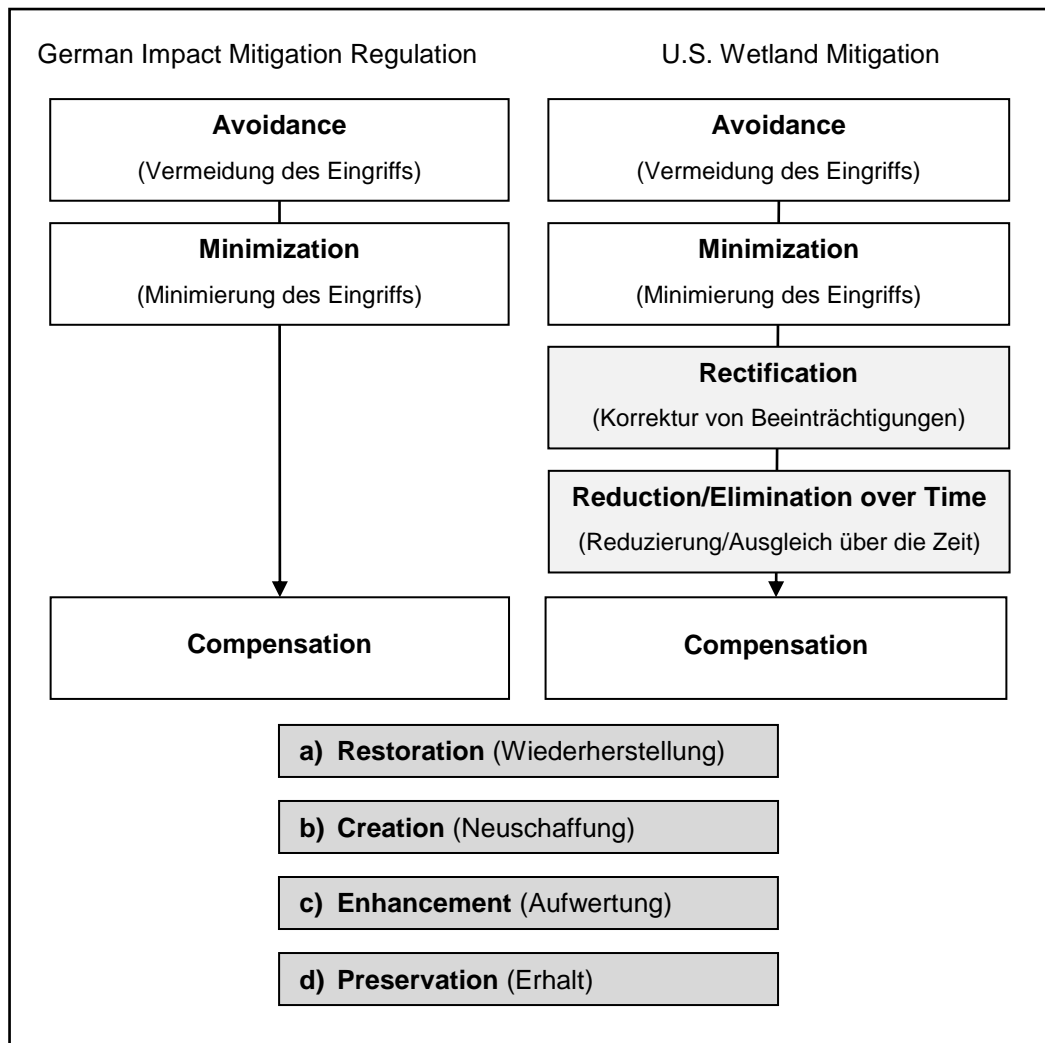 German Impact Mitigation Regulation
Avoidance
(Vermeidung des Eingriffs)
Minimization
(Minimierung des Eingriffs)
Compensation
U.S. Wetland Mitigation
Avoidance
(Vermeidung des Eingriffs)
Minimization
(Minimierung des Eingriffs)
Rectification
(Korrektur von Beeinträchtigungen)
Reduction/Elimination over Time
(Reduzierung/Ausgleich über die Zeit)
Compensation
a) Restoration (Wiederherstellung)
b) Creation (Neuschaffung)
c) Enhancement (Aufwertung)
d) Preservation (Erhalt)